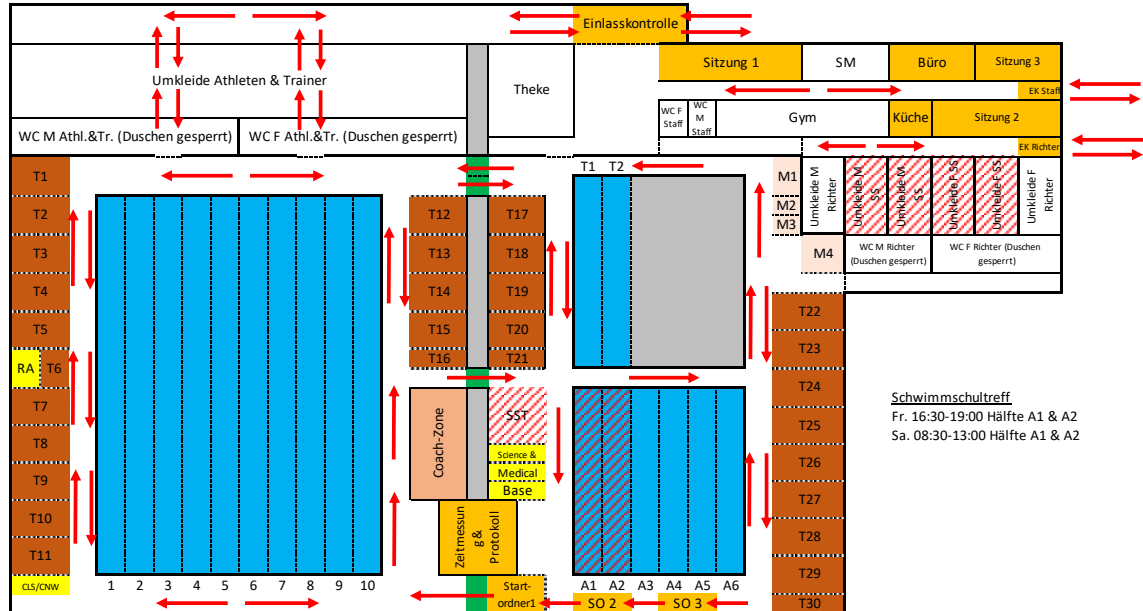 Einlasskontrolle
Sitzung 1
SM
Büro
Sitzung 3
Umkleide Athleten & Trainer
Theke
EK Staff
WC F
Staff
WC
M
Staff
Gym
Küche
Sitzung 2
WC M Athl.&Tr. (Duschen gesperrt)
WC F Athl.&Tr. (Duschen gesperrt)
EK Richter
T1
T1
T2
M1
Umkleide M
Richter
Umkleide M
SS
Umkleide M
SS
Umkleide F SS
Umkleide F SS
Umkleide F
Richter
T2
T12
T17
M2
M3
T3
T13
T18
M4
WC M Richter
(Duschen gesperrt)
WC F Richter (Duschen
gesperrt)
T4
T14
T19
T22
T5
T15
T20
T23
RA
T6
T16
T21
T24
T7
Coach-Zone
SST
Schwimmschultreff
Fr. 16:30-19:00 Hälfte A1 & A2
Sa. 08:30-13:00 Hälfte A1 & A2
T25
T8
Science &
T26
T9
Medical
Base
T27
T10
Zeitmessun
g &
Protokoll
T28
T11
T29
CLS/CNW
1
2
3
4
5
6
7
8
9
10
Start-
ordner1
A1
A2
A3
A4
A5
A6
SO 2
SO 3
T30